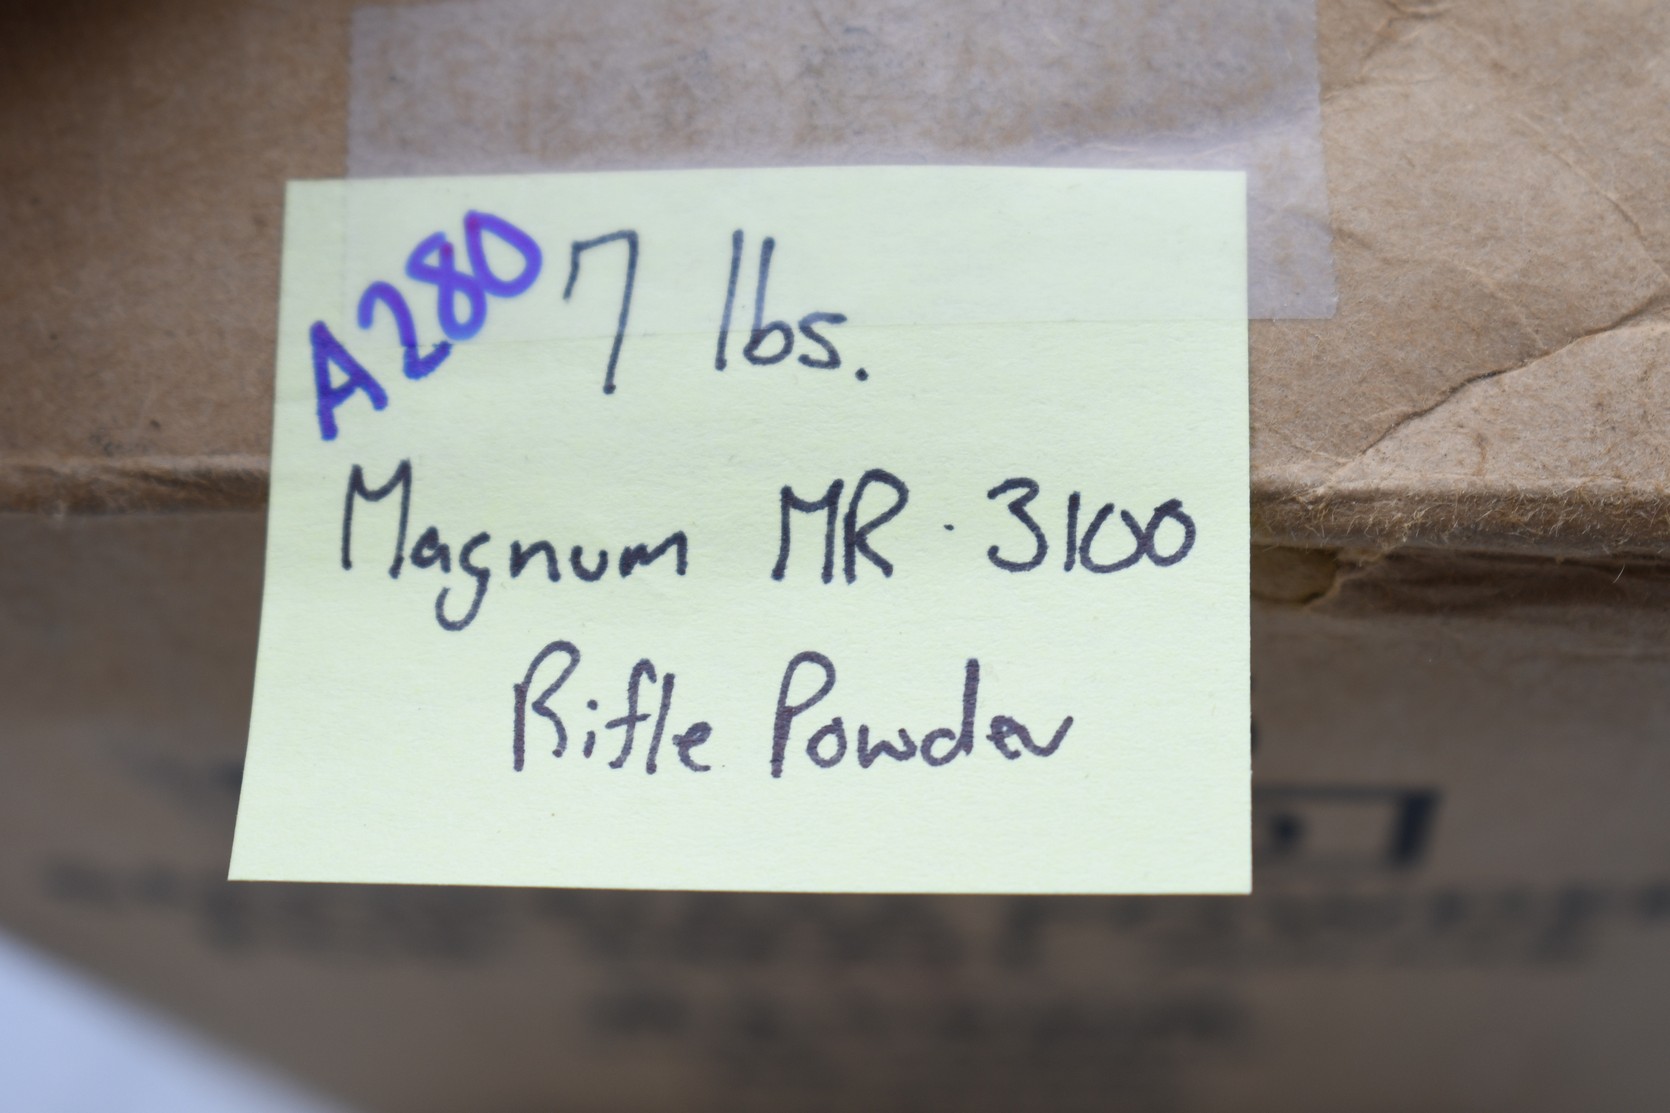 A280 7 lbs.
Magnum MR·3100
Rifle Powder